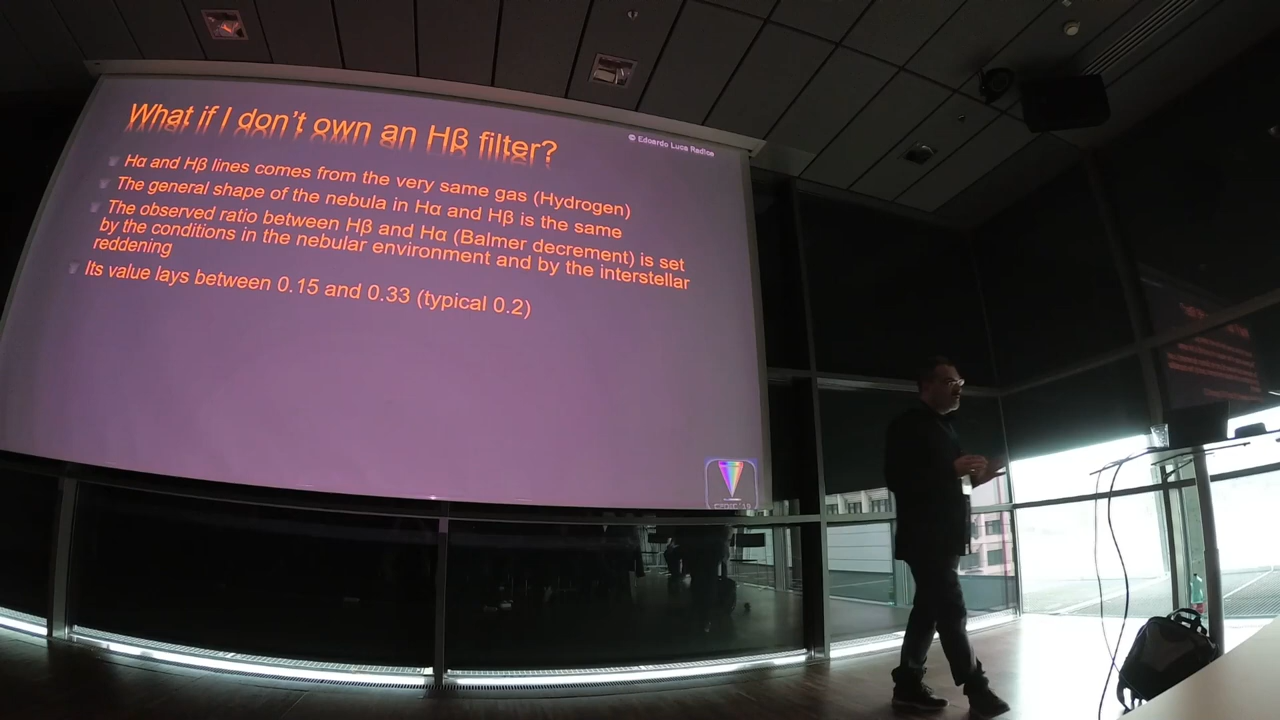 What if I don't own an Hβ filter?
© Edoardo Luca Radice
Hα and Hβ lines comes from the very same gas (Hydrogen)
The general shape of the nebula in Hα and Hβ is the same
The observed ratio between Hβ and Hα (Balmer decrement) is set
by the conditions in the nebular environment and by the interstellar
reddening
Its value lays between 0.15 and 0.33 (typical 0.2)